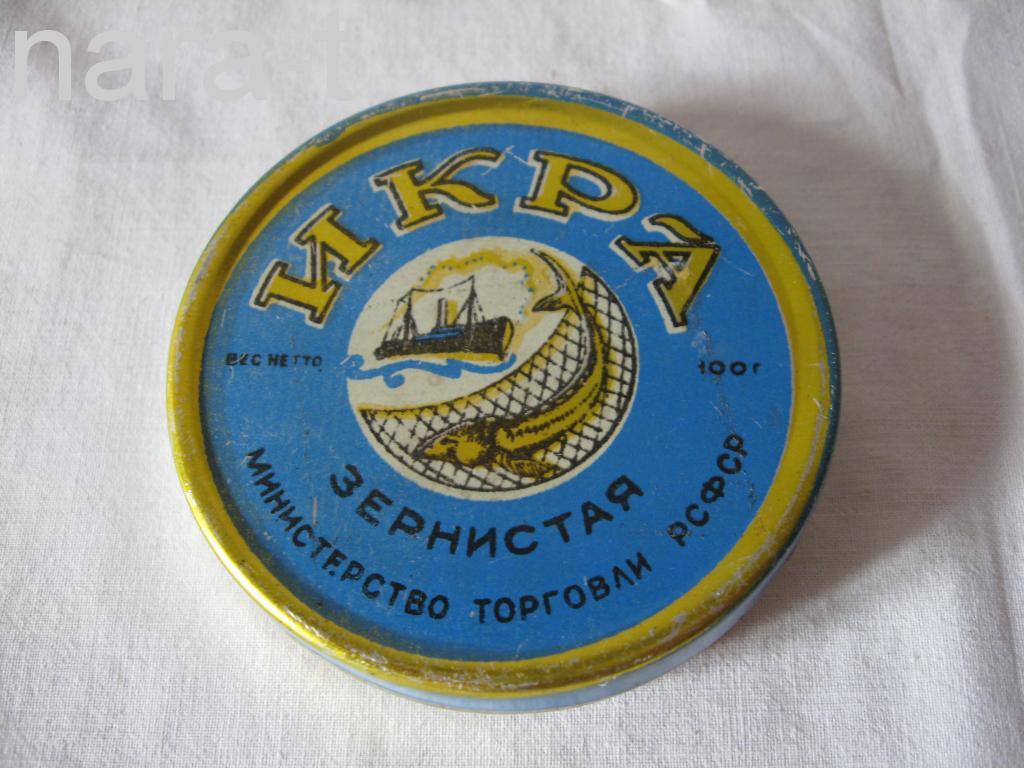 nara-t
ИКРА
ВЕС НЕТТО 100 г
ЗЕРНИСТАЯ
МИНИСТЕРСТВО ТОРГОВЛИ РСФСР